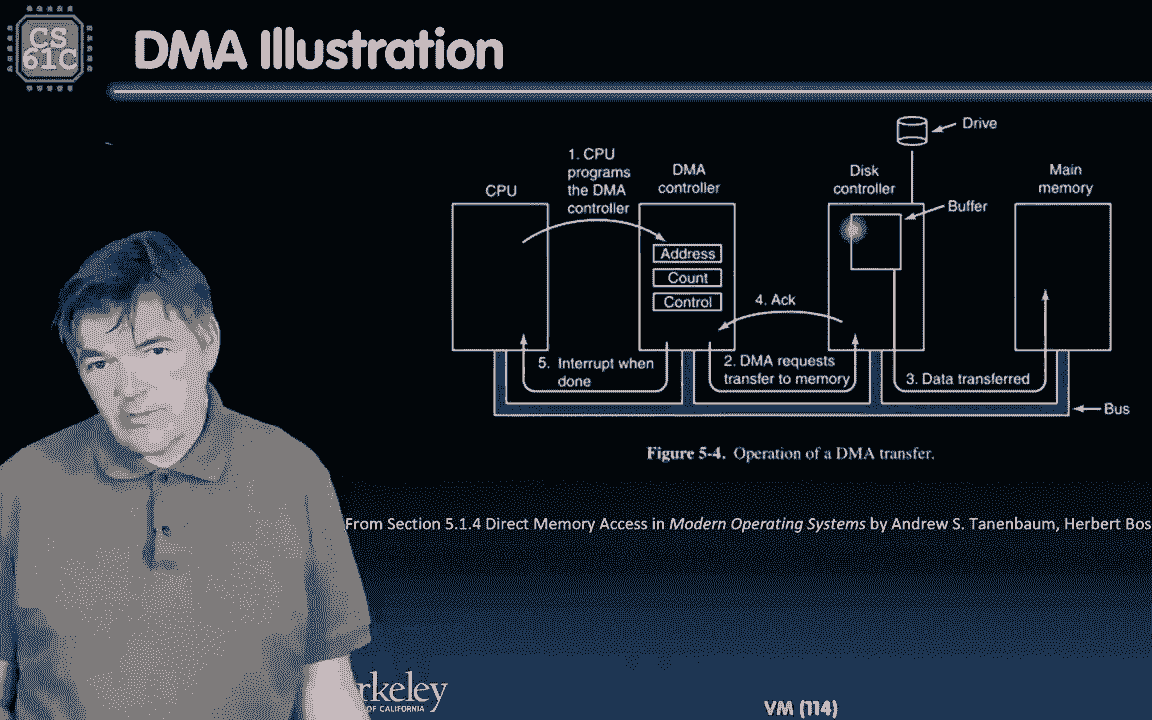 CS
61C
DMA Illustration
Drive
1. CPU
programs
the DMA
controller
CPU
DMA
controller
Disk
controller
Main
memory
Buffer
Address
Count
Control
4. Ack
5. Interrupt when
done
2. DMA requests
transfer to memory
3. Data transferred
Bus
Figure 5-4. Operation of a DMA transfer.
From Section 5.1.4 Direct Memory Access in Modern Operating Systems by Andrew S. Tanenbaum, Herbert Bos
rkeley
OF CALIFORNIA
VM (114)